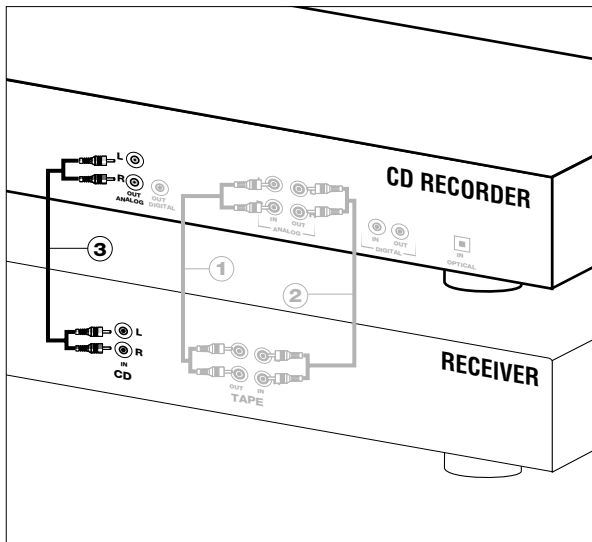 L
R
OUT
ANALOG
OUT
DIGITAL
IN
OUT
ANALOG
CD RECORDER
IN
OUT
DIGITAL
IN
OPTICAL
3
1
2
L
R
IN
CD
OUT
IN
TAPE
RECEIVER